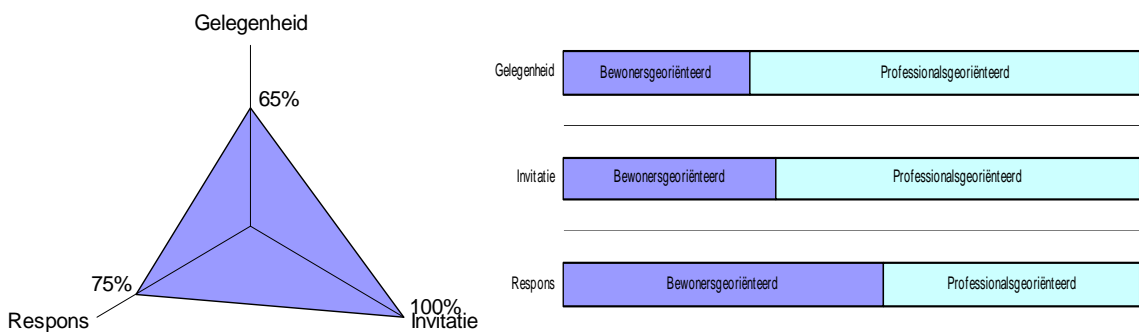 Gelegenheid
65%
75%
Respons
100%
Invitatie
Gelegenheid
Bewonersgeoriënteerd
Professionalsgeoriënteerd
Invitatie
Bewonersgeoriënteerd
Professionalsgeoriënteerd
Respons
Bewonersgeoriënteerd
Professionalsgeoriënteerd